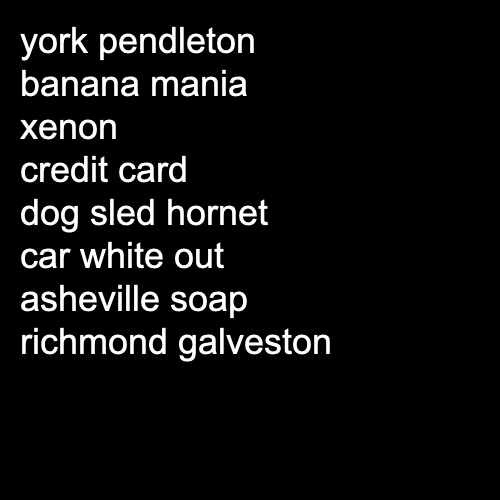 york pendleton
banana mania
xenon
credit card
dog sled hornet
car white out
asheville soap
richmond galveston